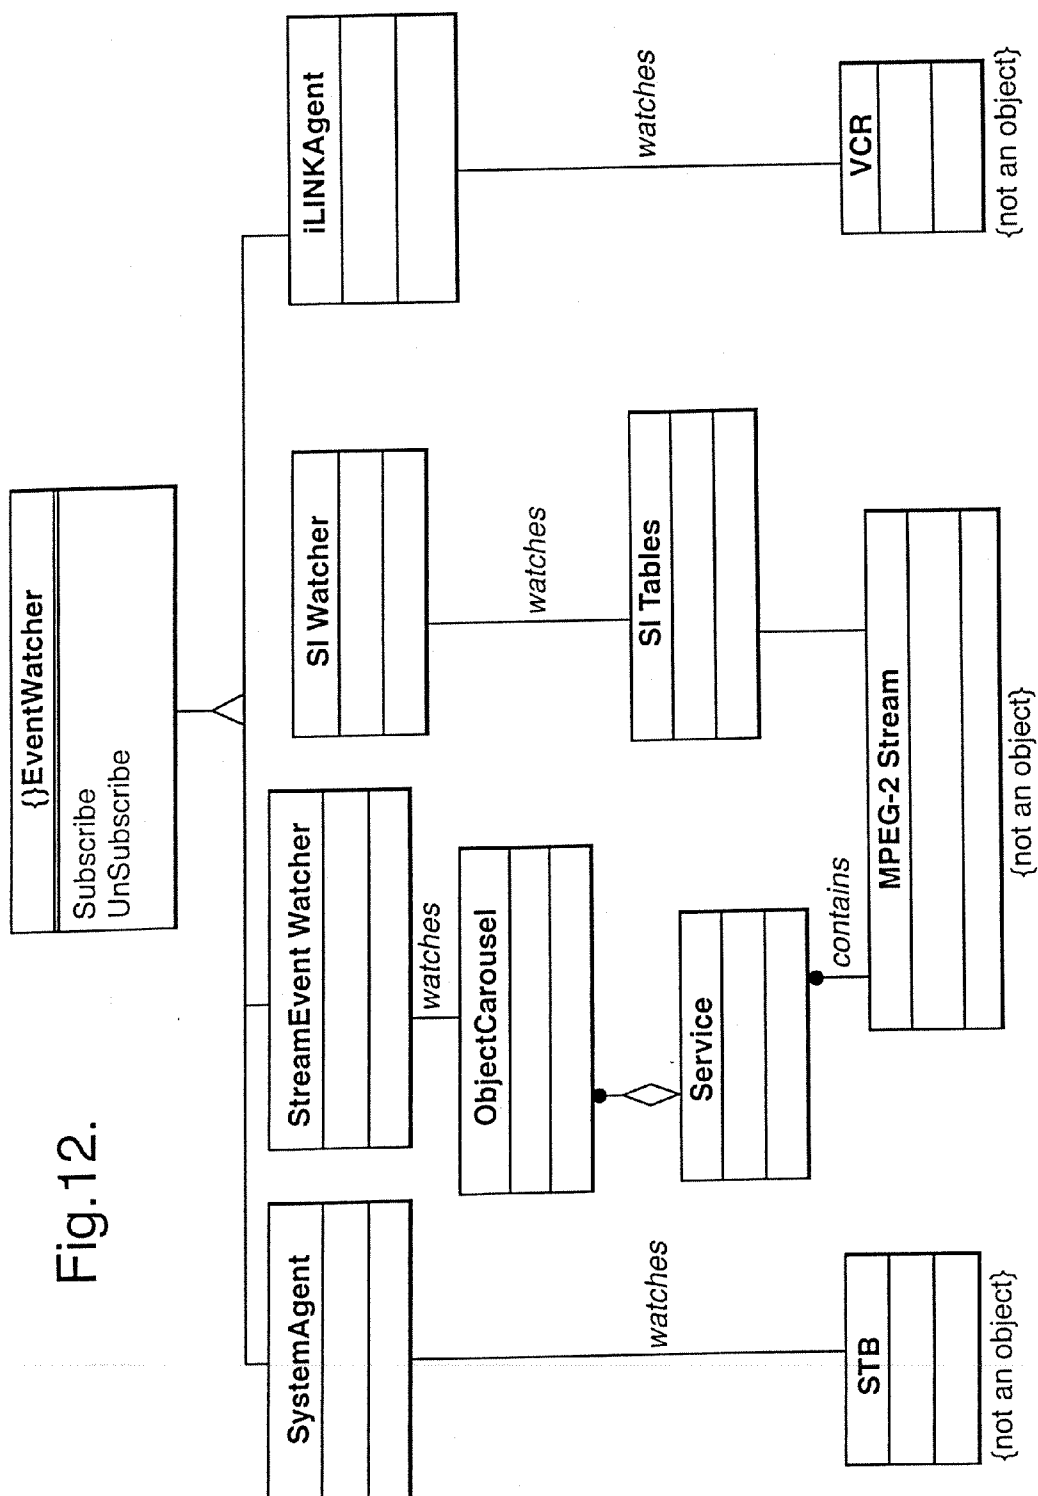 Fig.12.
{}EventWatcher
Subscribe
UnSubscribe
SystemAgent
StreamEvent Watcher
SI Watcher
iLINKAgent
watches
ObjectCarousel
watches
watches
watches
SI Tables
Service
contains
STB
{not an object}
MPEG-2 Stream
{not an object}
VCR
{not an object}